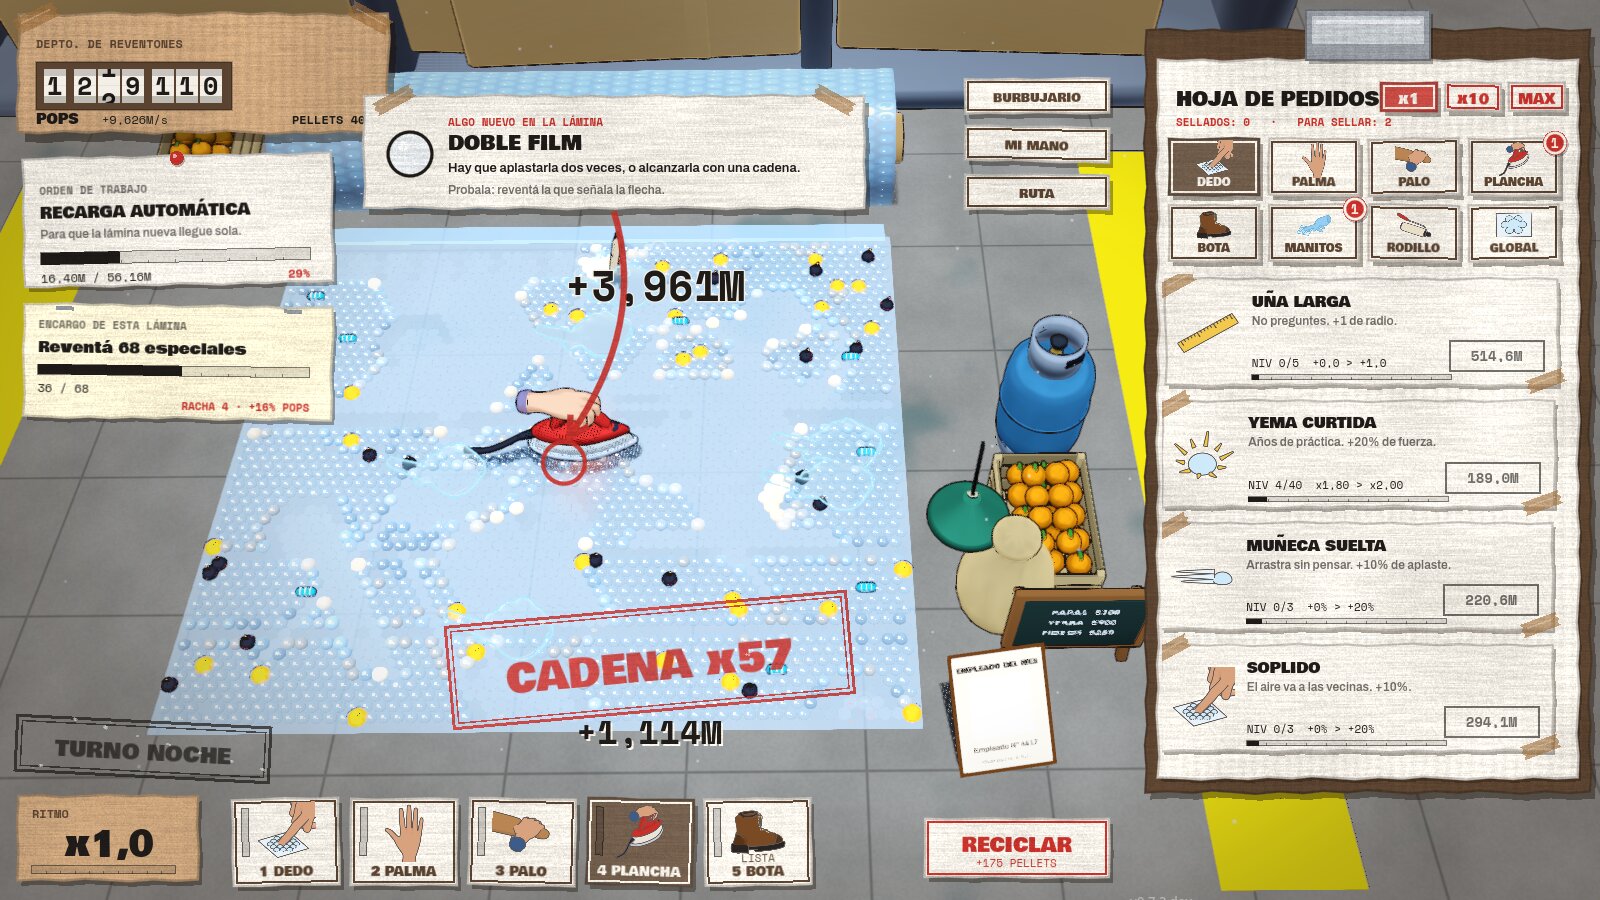 DEPTO. DE REVENTONES
129110
POPS +9,626M/s PELLETS 40
ORDEN DE TRABAJO
RECARGA AUTOMÁTICA
Para que la lámina nueva llegue sola.
16,40M / 56,16M 29%
ENCARGO DE ESTA LÁMINA
Reventá 68 especiales
36 / 68
RACHA 4 · +16% POPS
ALGO NUEVO EN LA LÁMINA
DOBLE FILM
Hay que aplastarla dos veces, o alcanzarla con una cadena.
Probala: reventá la que señala la flecha.
+3,961M
CADENA x57
+1,114M
TURNO NOCHE
RITMO
x1,0
1 DEDO
2 PALMA
3 PALO
4 PLANCHA
LISTA
5 BOTA
BURBUJARIO
MI MANO
RUTA
EMPLEADO DEL MES
RECICLAR
+175 PELLETS
HOJA DE PEDIDOS x1 x10 MAX
SELLADOS: 0 · PARA SELLAR: 2
DEDO
PALMA
PALO
PLANCHA 1
BOTA
MANITOS 1
RODILLO
GLOBAL
UÑA LARGA
No preguntes. +1 de radio.
NIV 0/5 +0,0 > +1,0 514,6M
YEMA CURTIDA
Años de práctica. +20% de fuerza.
NIV 4/40 x1,80 > x2,00 189,0M
MUÑECA SUELTA
Arrastra sin pensar. +10% de aplaste.
NIV 0/3 +0% > +20% 220,6M
SOPLIDO
El aire va a las vecinas. +10%.
NIV 0/3 +0% > +20% 294,1M